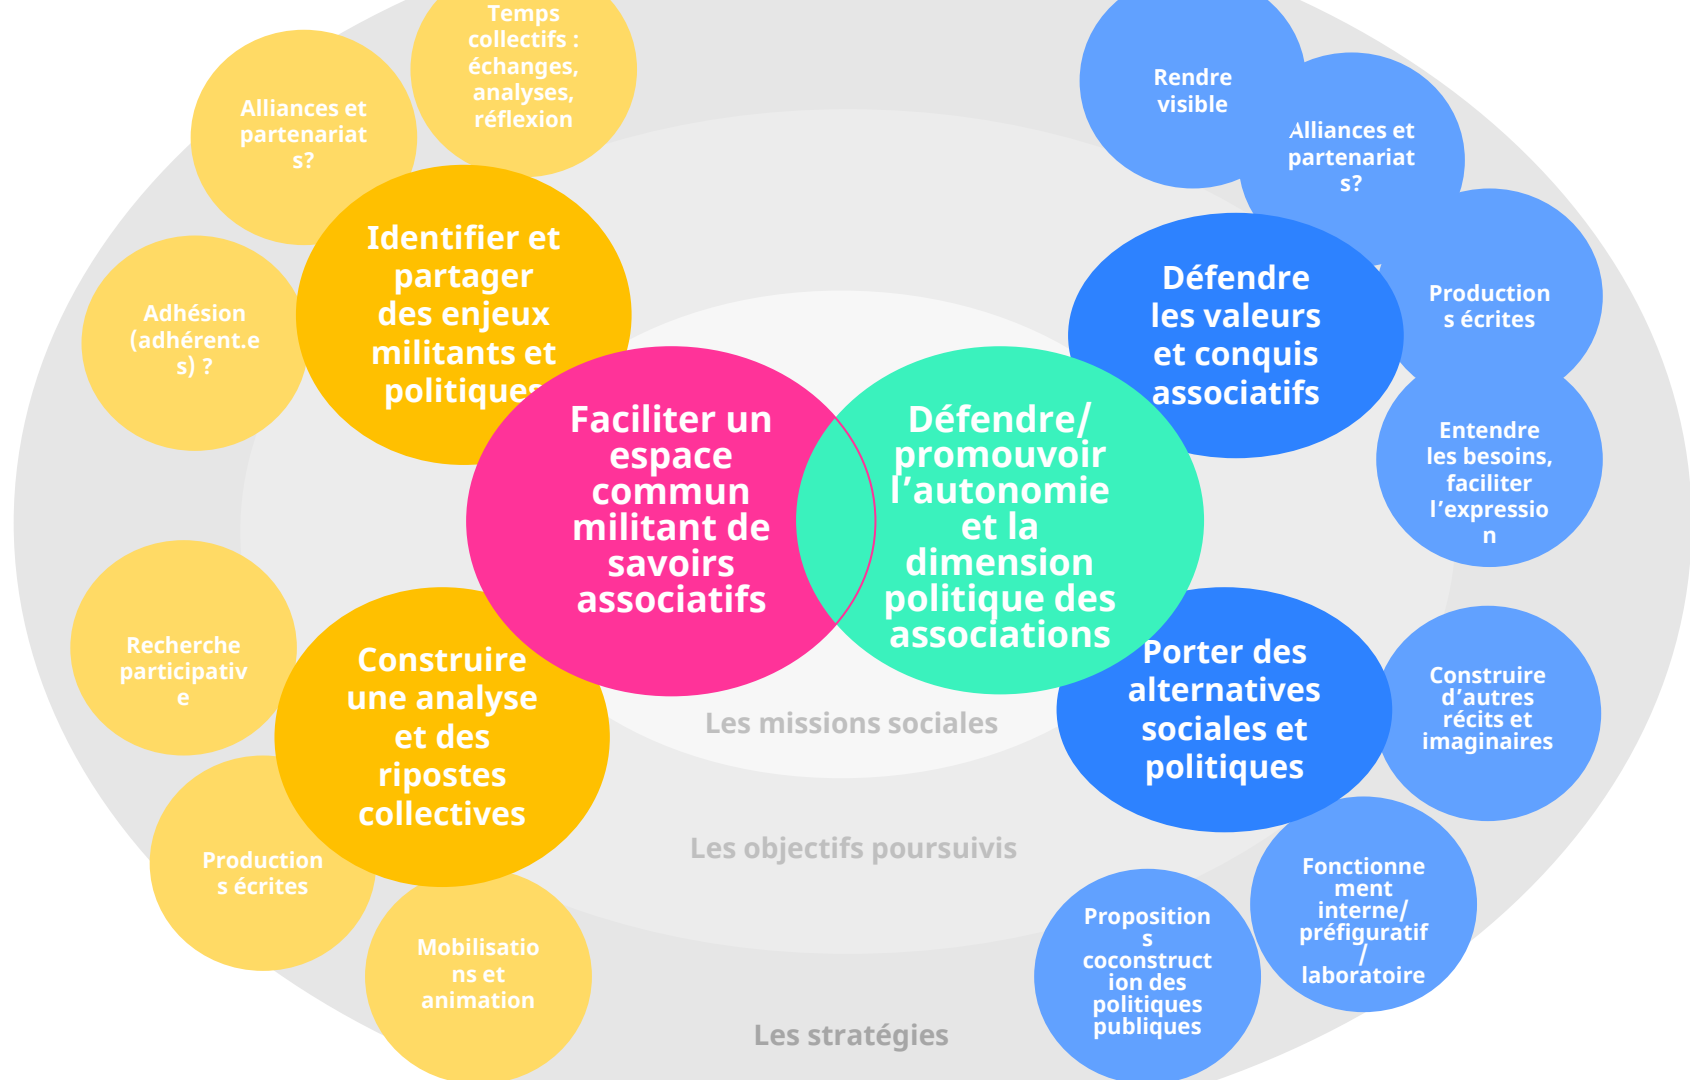 Temps
collectifs :
échanges,
analyses,
réflexion
Alliances et
partenariat
s?
Adhésion
(adhérent.e
s) ?
Identifier et
partager
des enjeux
militants et
politiques
Rendre
visible
Alliances et
partenariat
s?
Production
s écrites
Entendre
les besoins,
faciliter
l’expressio
n
Défendre
les valeurs
et conquis
associatifs
Faciliter un
espace
commun
militant de
savoirs
associatifs
Défendre/
promouvoir
l’autonomie
et la
dimension
politique des
associations
Recherche
participativ
e
Construire
une analyse
et des
ripostes
collectives
Production
s écrites
Mobilisatio
ns et
animation
Porter des
alternatives
sociales et
politiques
Construire
d’autres
récits et
imaginaires
Fonctionne
ment
interne/
préfiguratif
/
laboratoire
Proposition
s
coconstruct
ion des
politiques
publiques
Les missions sociales
Les objectifs poursuivis
Les stratégies